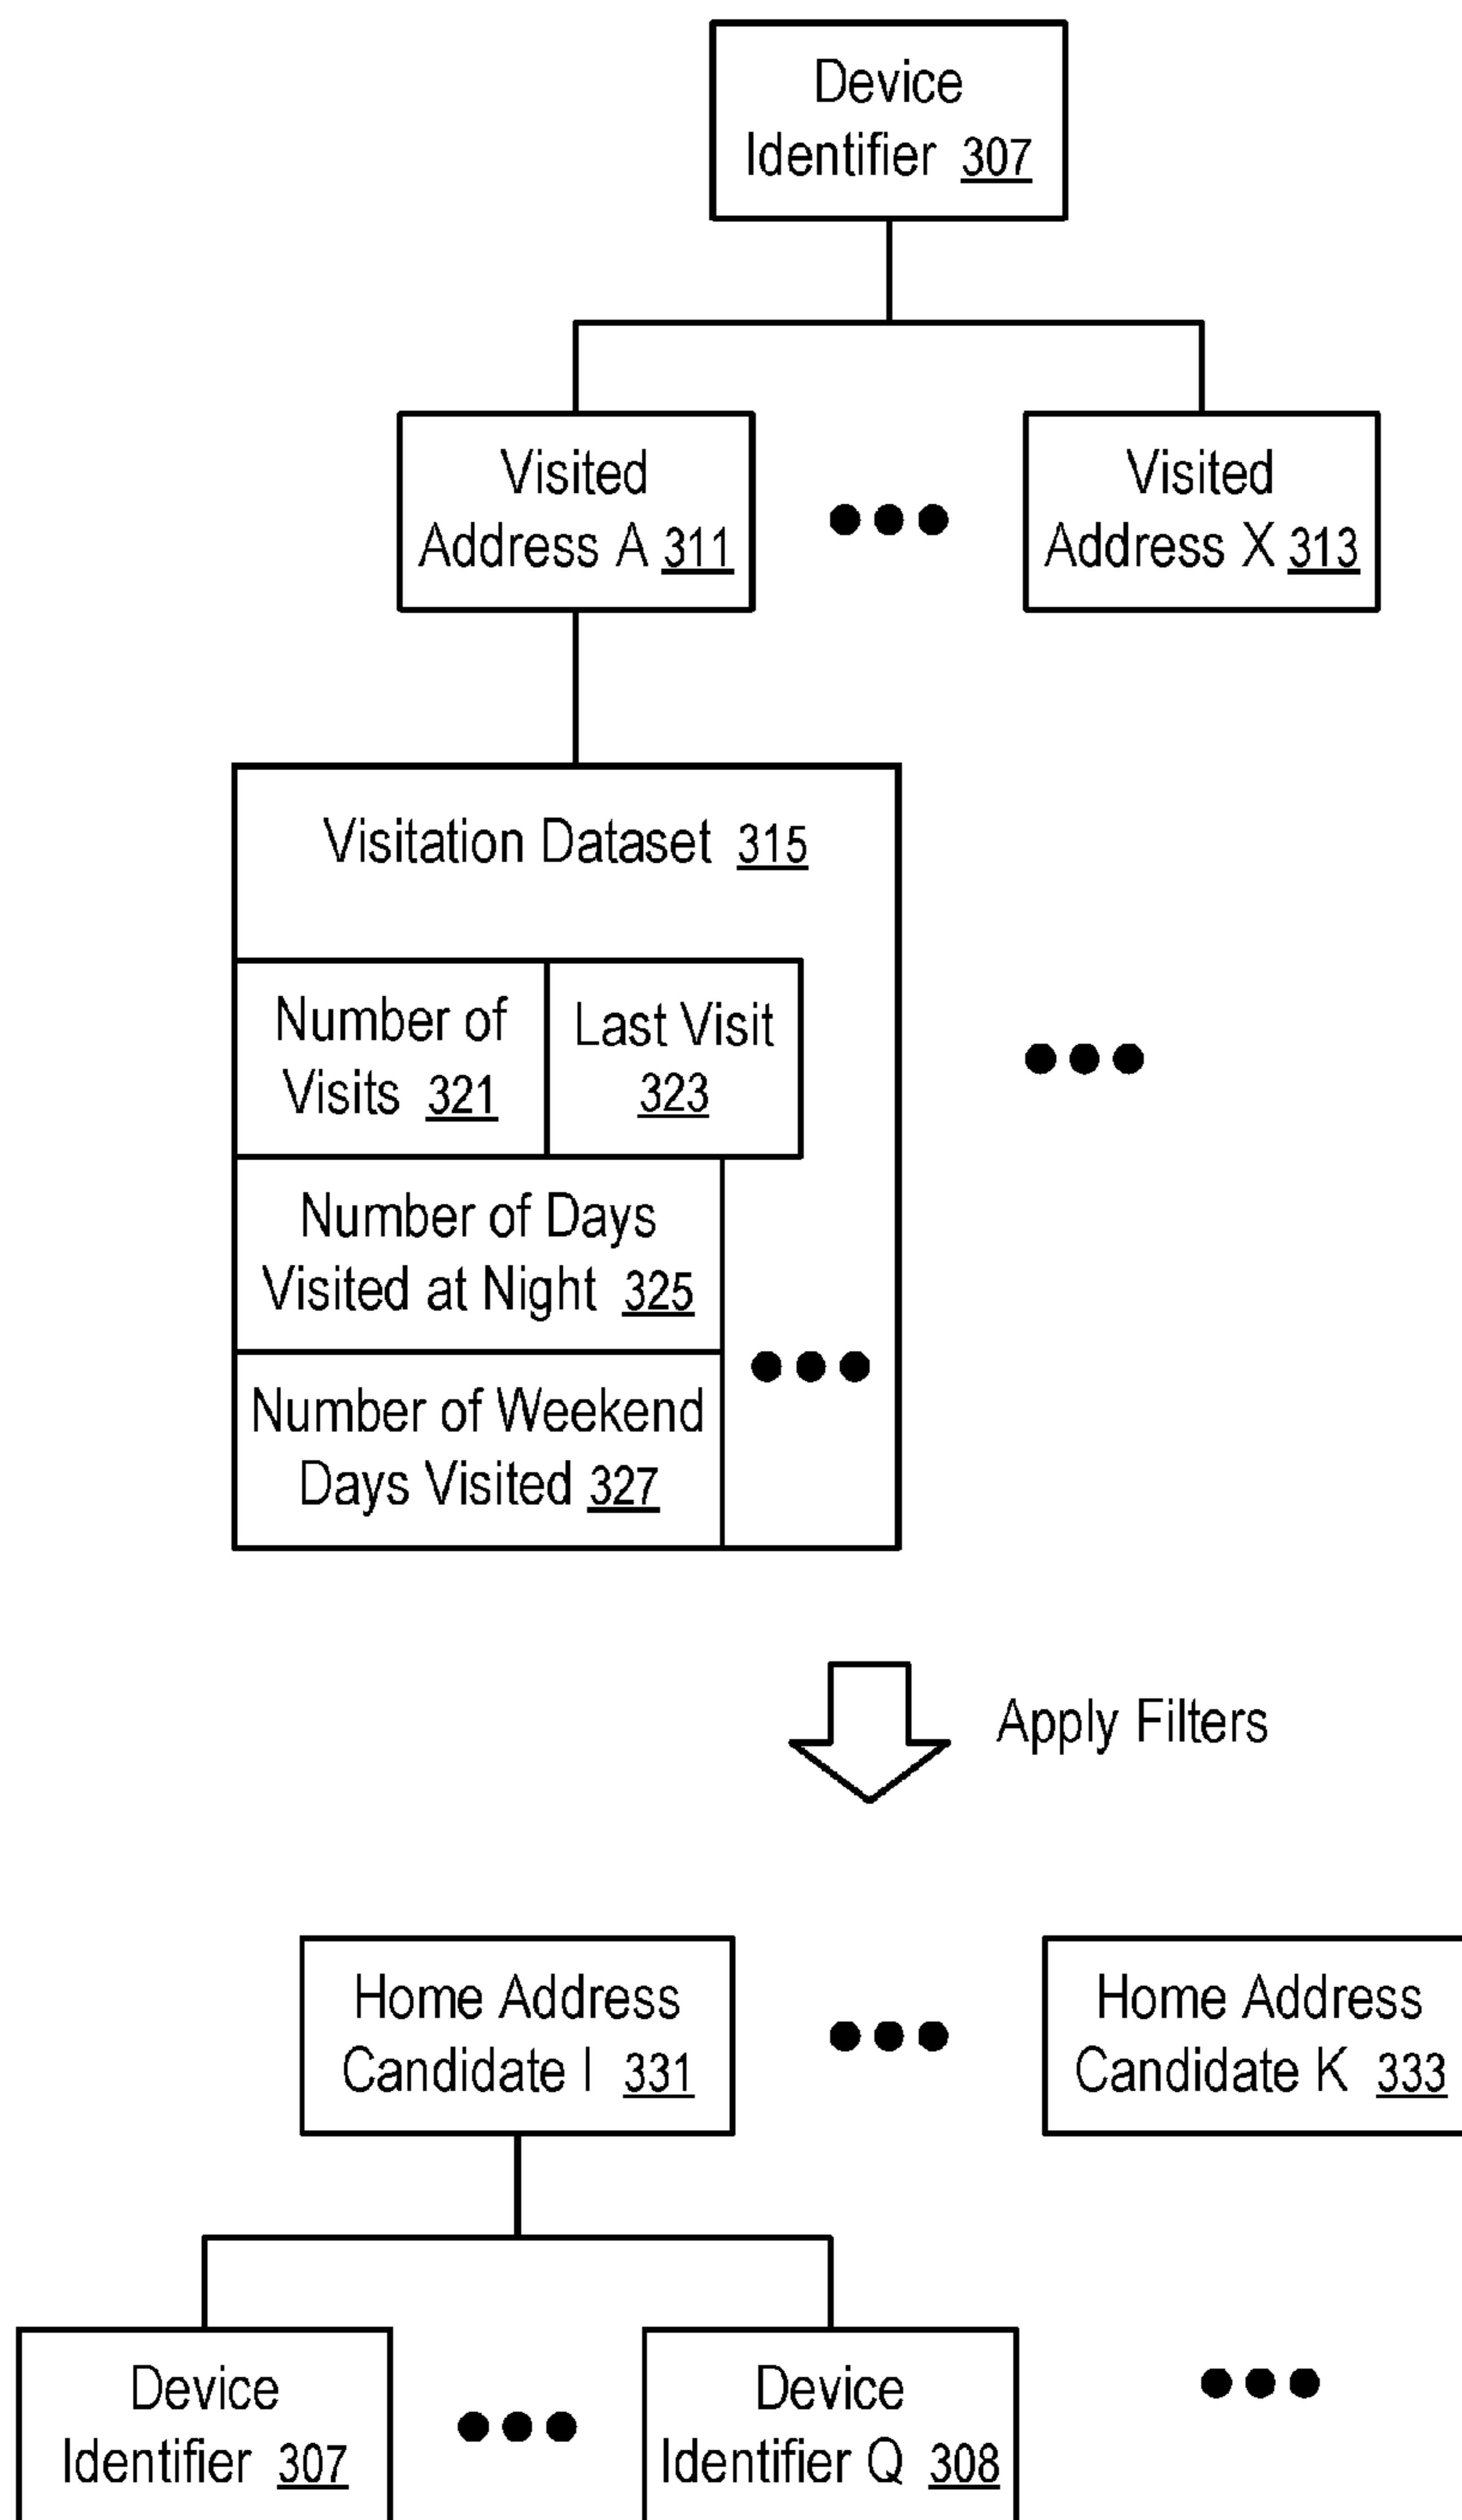 Device
Identifier 307
Visited
Address A 311
Visited
Address X 313
Visitation Dataset 315
Number of
Visits 321
Last Visit
323
Number of Days
Visited at Night 325
Number of Weekend
Days Visited 327
Apply Filters
Home Address
Candidate I 331
Home Address
Candidate K 333
Device
Identifier 307
Device
Identifier Q 308